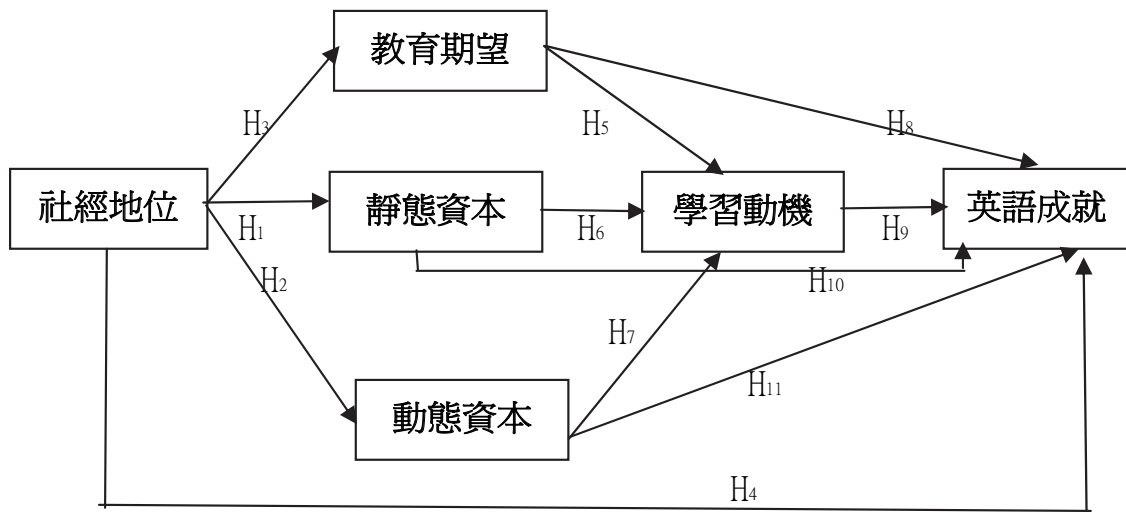 教育期望
H3
H5
H8
社經地位
靜態資本
學習動機
英語成就
H1
H6
H9
H2
H10
H7
H11
動態資本
H4